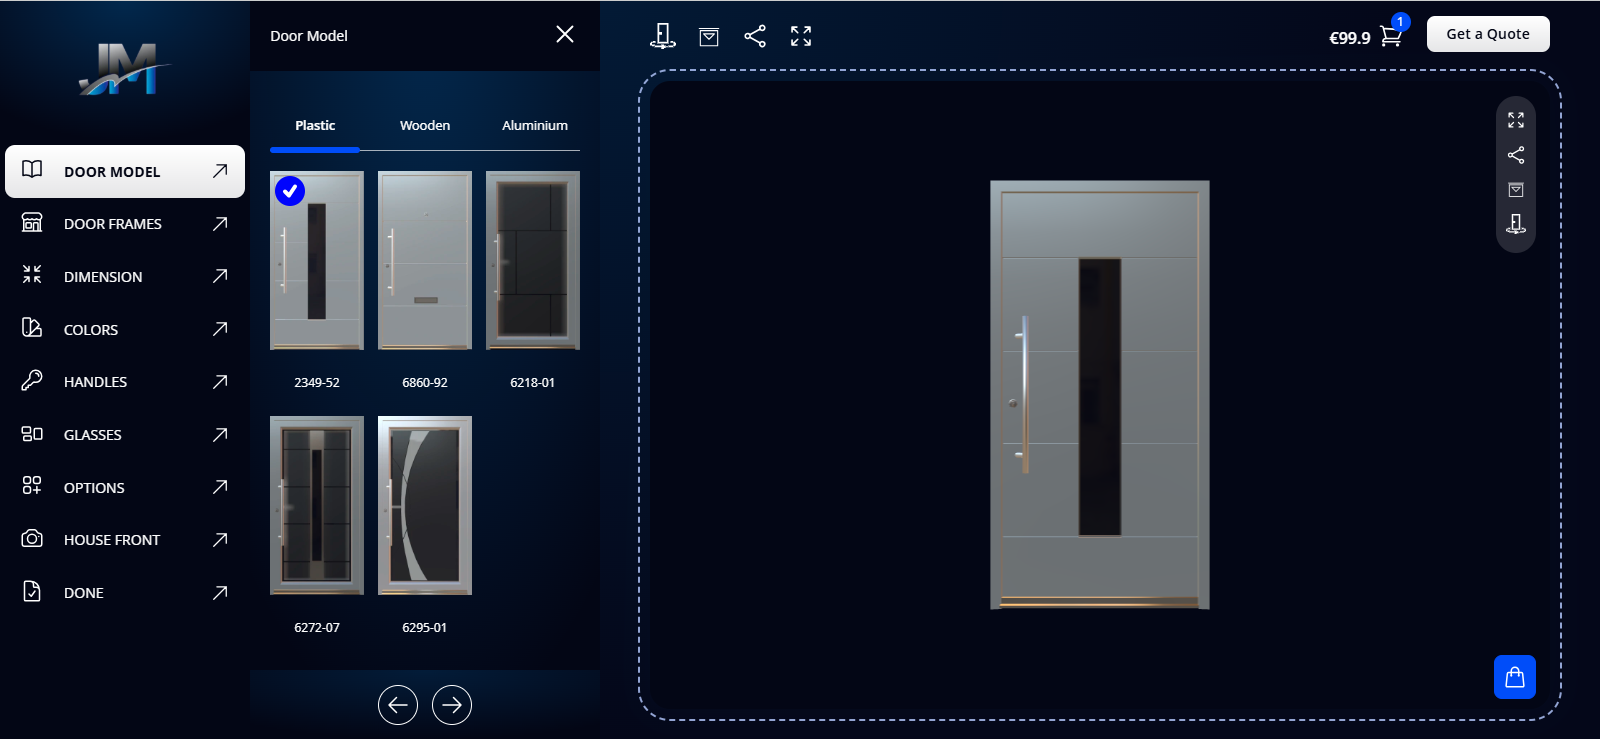 JM
Door Model
€99.9
1
Get a Quote
DOOR MODEL
DOOR FRAMES
DIMENSION
COLORS
HANDLES
GLASSES
OPTIONS
HOUSE FRONT
DONE
Plastic
Wooden
Aluminium
2349-52
6860-92
6218-01
6272-07
6295-01